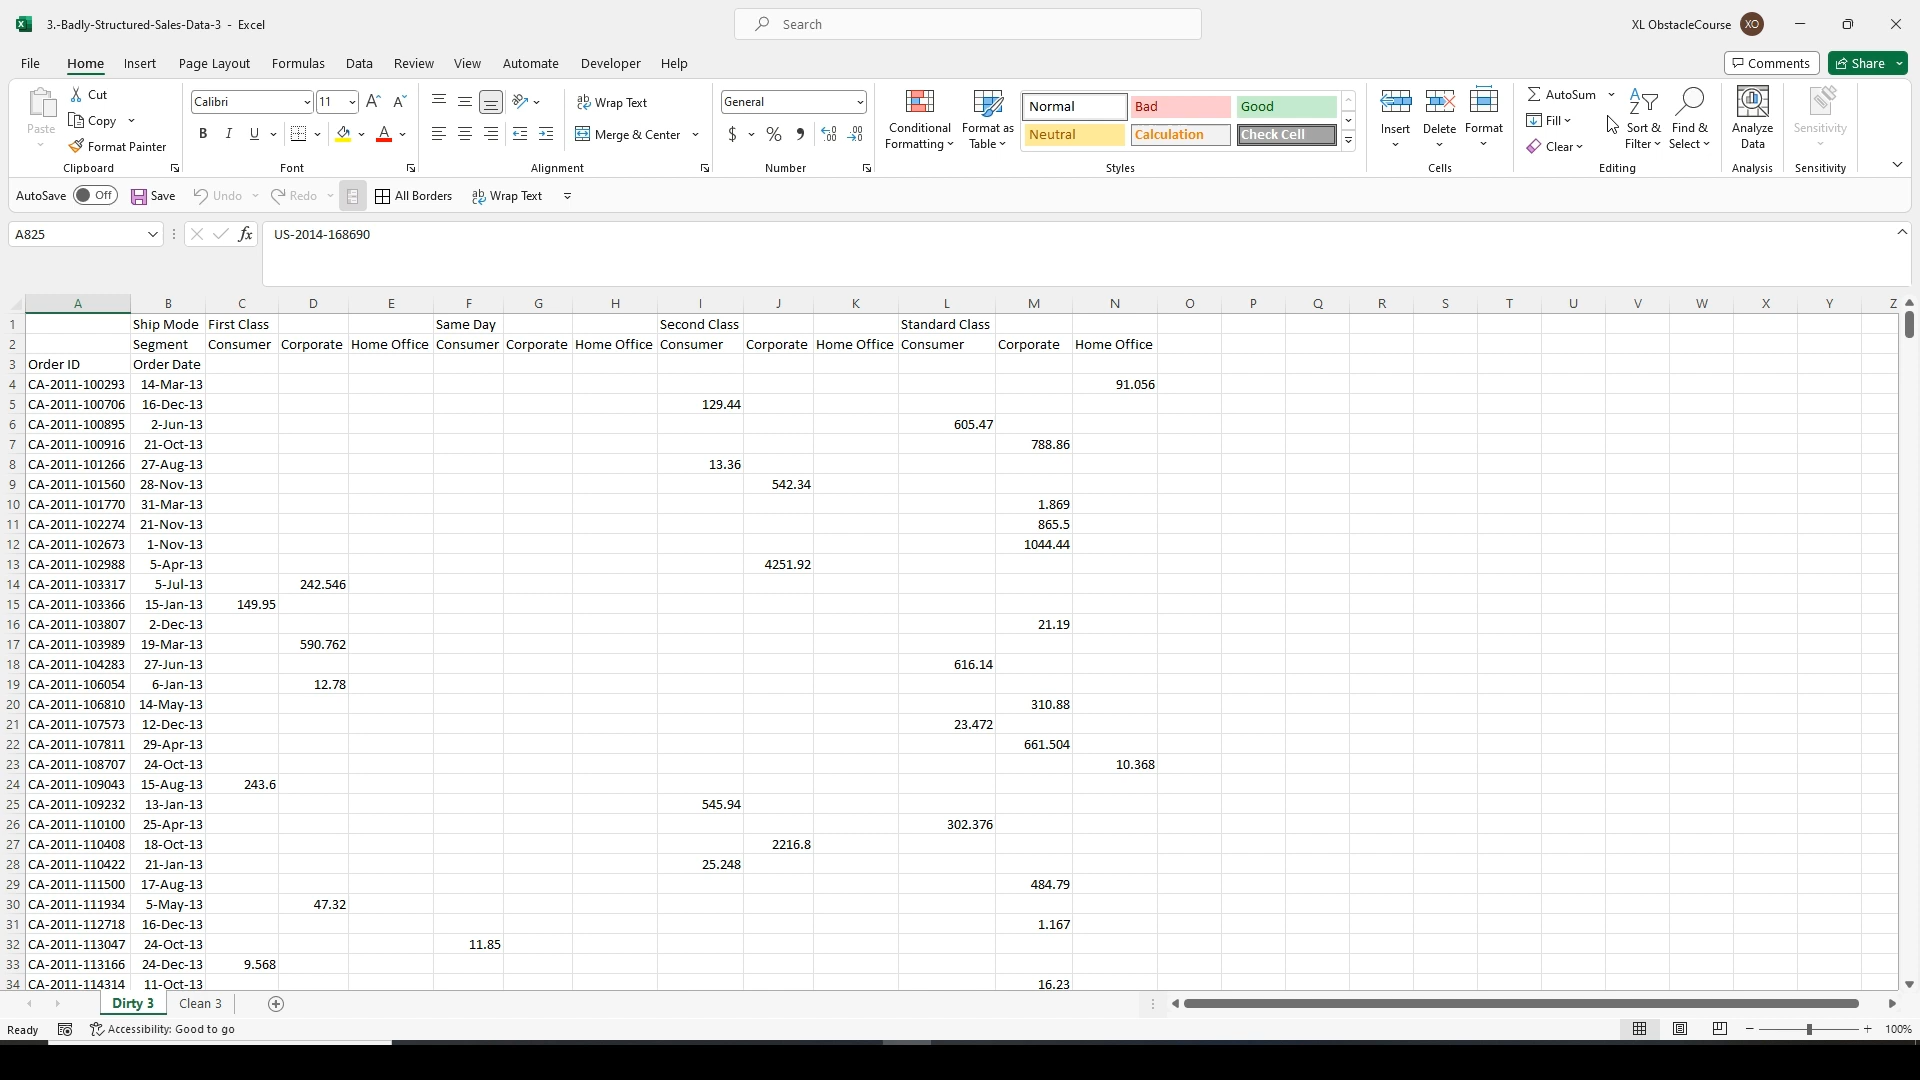 3.-Badly-Structured-Sales-Data-3 - Excel Search XL ObstacleCourse XO
File Home Insert Page Layout Formulas Data Review View Automate Developer Help Comments Share
Cut Calibri 11 Wrap Text General Normal Bad Good AutoSum
Paste Copy Conditional Formatting Format as Table Insert Delete Format Fill Sort & Filter Find & Select Analyze Data Sensitivity
Format Painter B I U A Merge & Center $ % Neutral Calculation Check Cell Clear
Clipboard Font Alignment Number Styles Cells Editing Analysis Sensitivity
AutoSave Off Save Undo Redo All Borders Wrap Text
A825 fx US-2014-168690
A B C D E F G H I J K L M N O P Q R S T U V W X Y Z
1 Ship Mode First Class Same Day Second Class Standard Class
2 Segment Consumer Corporate Home Office Consumer Corporate Home Office Consumer Corporate Home Office Consumer Corporate Home Office
3 Order ID Order Date
4 CA-2011-100293 14-Mar-13 91.056
5 CA-2011-100706 16-Dec-13 129.44
6 CA-2011-100895 2-Jun-13 605.47
7 CA-2011-100916 21-Oct-13 788.86
8 CA-2011-101266 27-Aug-13 13.36
9 CA-2011-101560 28-Nov-13 542.34
10 CA-2011-101770 31-Mar-13 1.869
11 CA-2011-102274 21-Nov-13 865.5
12 CA-2011-102673 1-Nov-13 1044.44
13 CA-2011-102988 5-Apr-13 4251.92
14 CA-2011-103317 5-Jul-13 242.546
15 CA-2011-103366 15-Jan-13 149.95
16 CA-2011-103807 2-Dec-13 21.19
17 CA-2011-103989 19-Mar-13 590.762
18 CA-2011-104283 27-Jun-13 616.14
19 CA-2011-106054 6-Jan-13 12.78
20 CA-2011-106810 14-May-13 310.88
21 CA-2011-107573 12-Dec-13 23.472
22 CA-2011-107811 29-Apr-13 661.504
23 CA-2011-108707 24-Oct-13 10.368
24 CA-2011-109043 15-Aug-13 243.6
25 CA-2011-109232 13-Jan-13 545.94
26 CA-2011-110100 25-Apr-13 302.376
27 CA-2011-110408 18-Oct-13 2216.8
28 CA-2011-110422 21-Jan-13 25.248
29 CA-2011-111500 17-Aug-13 484.79
30 CA-2011-111934 5-May-13 47.32
31 CA-2011-112718 16-Dec-13 1.167
32 CA-2011-113047 24-Oct-13 11.85
33 CA-2011-113166 24-Dec-13 9.568
34 CA-2011-114314 11-Oct-13 16.23
Dirty 3 Clean 3
Ready Accessibility: Good to go 100%